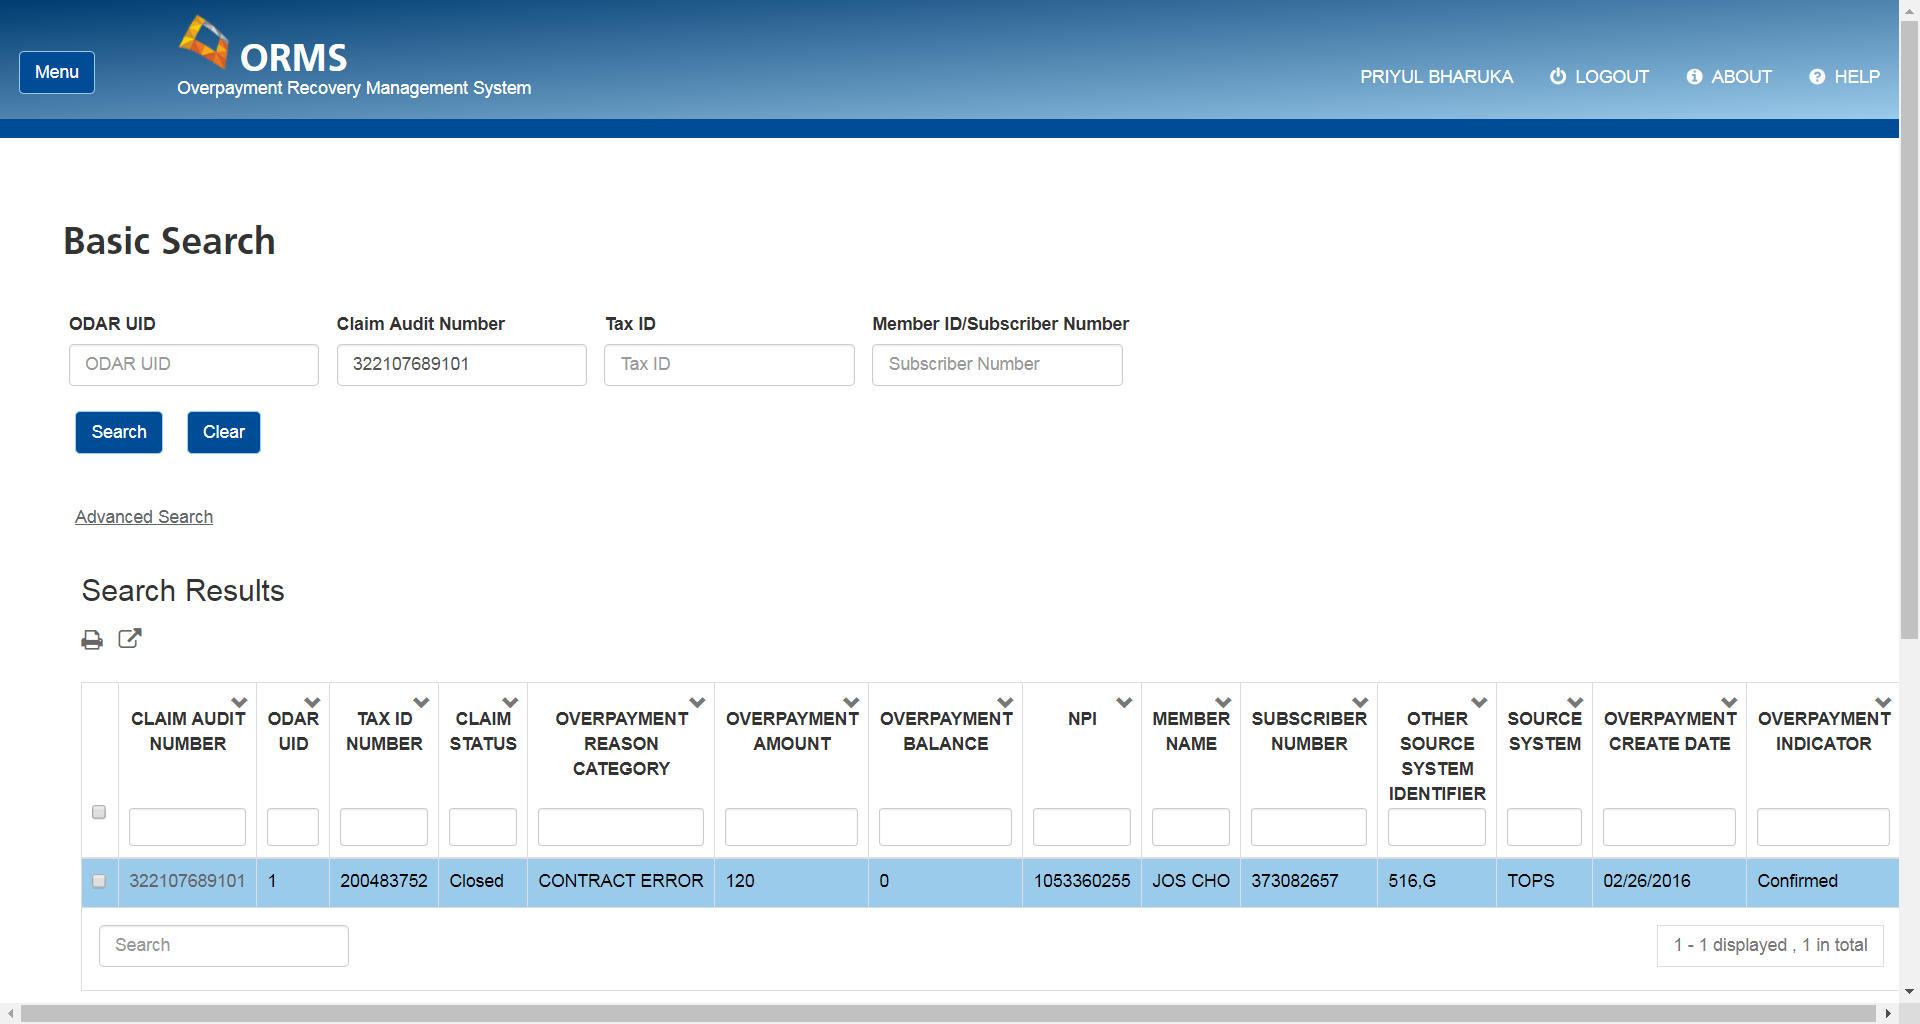 Menu
ORMS
Overpayment Recovery Management System
PRIYUL BHARUKA LOGOUT ABOUT HELP
Basic Search
ODAR UID Claim Audit Number Tax ID Member ID/Subscriber Number
ODAR UID 322107689101 Tax ID Subscriber Number
Search Clear
Advanced Search
Search Results
CLAIM AUDIT NUMBER ODAR UID TAX ID NUMBER CLAIM STATUS OVERPAYMENT REASON CATEGORY OVERPAYMENT AMOUNT OVERPAYMENT BALANCE NPI MEMBER NAME SUBSCRIBER NUMBER OTHER SOURCE SYSTEM IDENTIFIER SOURCE SYSTEM OVERPAYMENT CREATE DATE OVERPAYMENT INDICATOR
322107689101 1 200483752 Closed CONTRACT ERROR 120 0 1053360255 JOS CHO 373082657 516,G TOPS 02/26/2016 Confirmed
Search 1 - 1 displayed , 1 in total